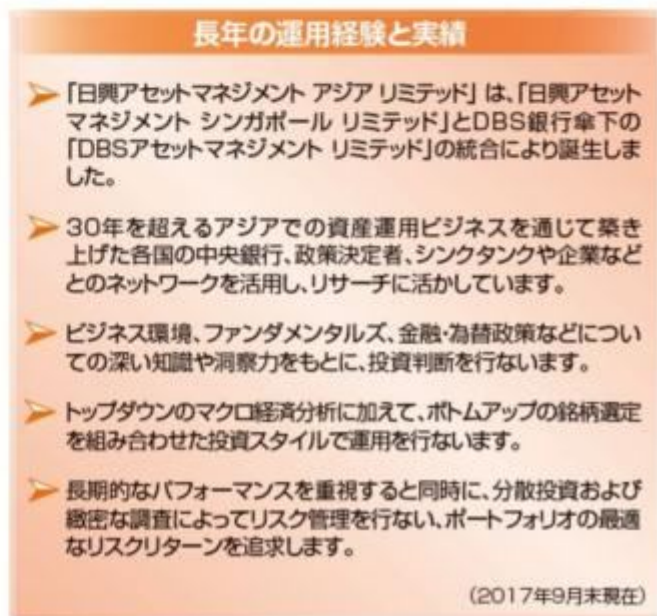 長年の運用経験と実績
「日興アセットマネジメント アジア リミテッド」は、「日興アセット
マネジメント シンガポール リミテッド」とDBS銀行傘下の
「DBSアセットマネジメント リミテッド」の統合により誕生しま
した。
30年を超えるアジアでの資産運用ビジネスを通じて築き
上げた各国の中央銀行、政策決定者、シンクタンクや企業など
とのネットワークを活用し、リサーチに活かしています。
ビジネス環境、ファンダメンタルズ、金融・為替政策などについ
ての深い知識や洞察力をもとに、投資判断を行ないます。
トップダウンのマクロ経済分析に加えて、ボトムアップの銘柄選定
を組み合わせた投資スタイルで運用を行ないます。
長期的なパフォーマンスを重視すると同時に、分散投資および
緻密な調査によってリスク管理を行ない、ポートフォリオの最適
なリスクリターンを追求します。
（2017年9月末現在）